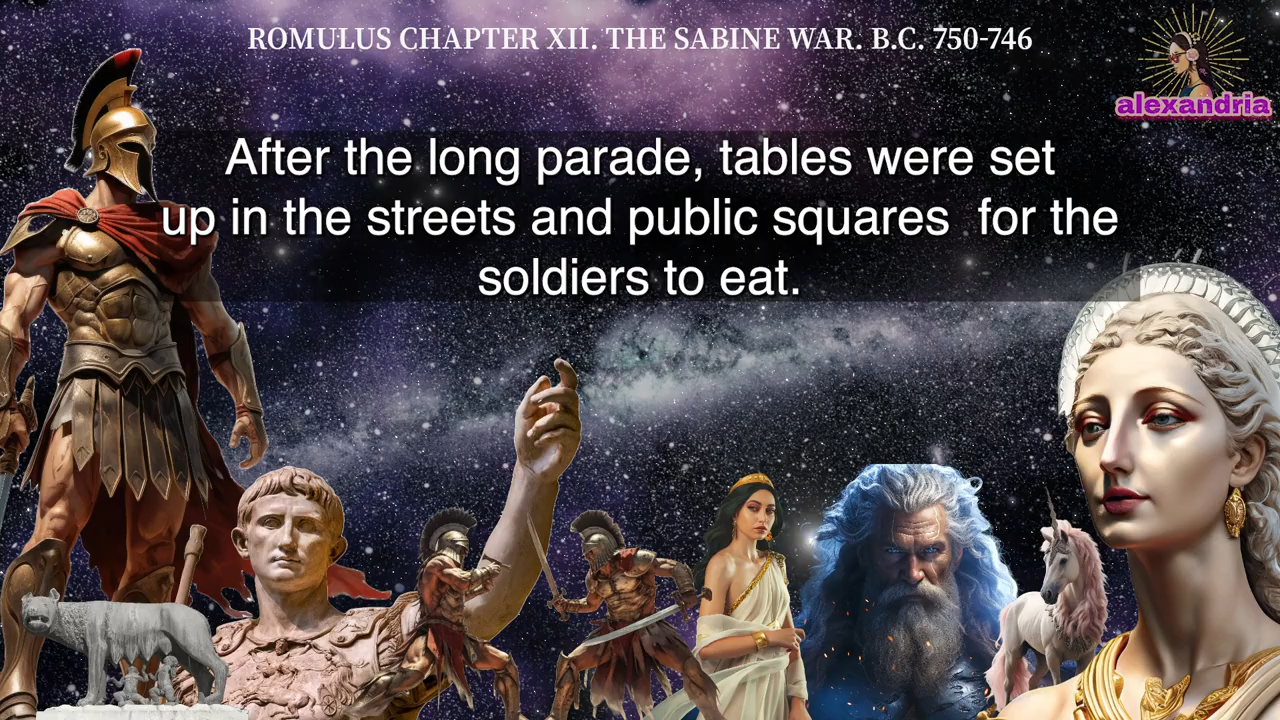 ROMULUS CHAPTER XII. THE SABINE WAR. B.C. 750-746
alexandria
After the long parade, tables were set
up in the streets and public squares  for the
soldiers to eat.